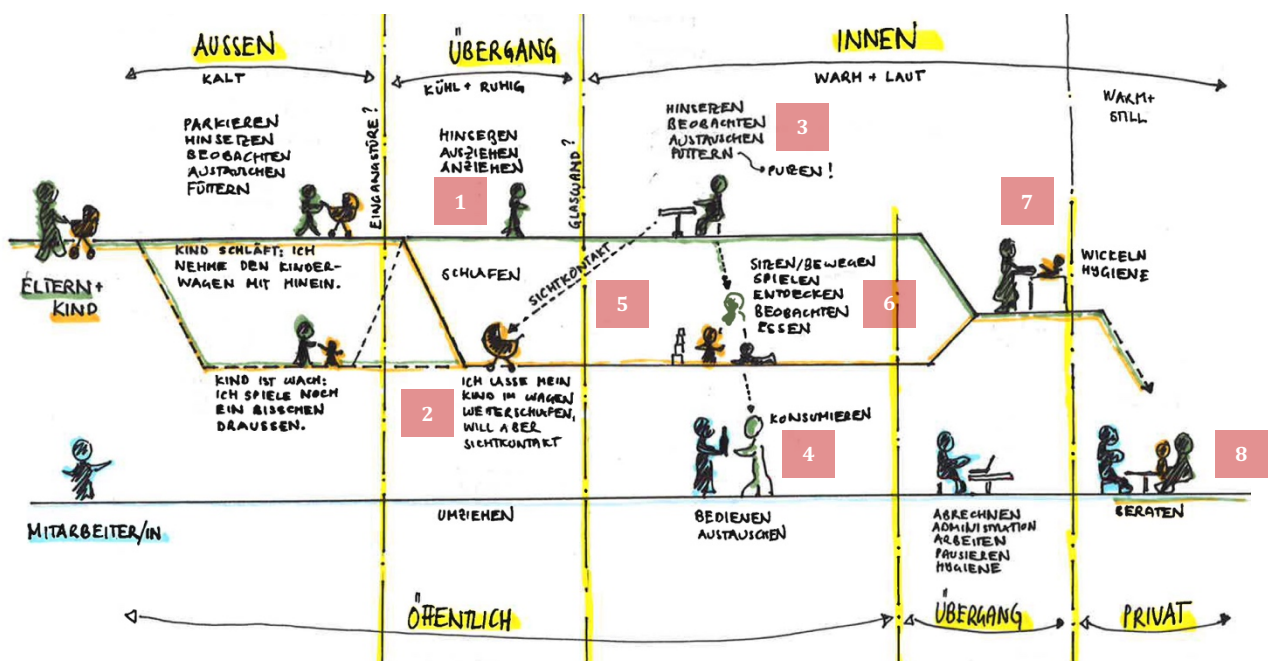 AUSSEN
ÜBERGANG
INNEN
KALT
KÜHL + RUHIG
WARM + LAUT
WARM +
STILL
PARKIEREN
HINSETZEN
BEOBACHTEN
AUSTAUSCHEN
FÜTTERN
EINGANGSTÜRE?
HINSETZEN
AUSZIEHEN
ANZIEHEN
1
GLASWAND?
HINSETZEN
BEOBACHTEN
AUSTAUSCHEN
FÜTTERN
PUTZEN!
3
7
ELTERN +
KIND
KIND SCHLÄFT: ICH
NEHME DEN KINDER-
WAGEN MIT HINEIN.
SCHLAFEN
SICHTKONTAKT
5
SITZEN/BEWEGEN
SPIELEN
ENTDECKEN
BEOBACHTEN
ESSEN
6
WICKELN
HYGIENE
KIND IST WACH:
ICH SPIELE NOCH
EIN BISSCHEN
DRAUSSEN.
2
ICH LASSE MEIN
KIND IM WAGEN
WEITERSCHLAFEN,
WILL ABER
SICHTKONTAKT
KONSUMIEREN
4
8
MITARBEITER/IN
UMZIEHEN
BEDIENEN
AUSTAUSCHEN
ABRECHNEN
ADMINISTRATION
ARBEITEN
PAUSIEREN
HYGIENE
BERATEN
ÖFFENTLICH
ÜBERGANG
PRIVAT